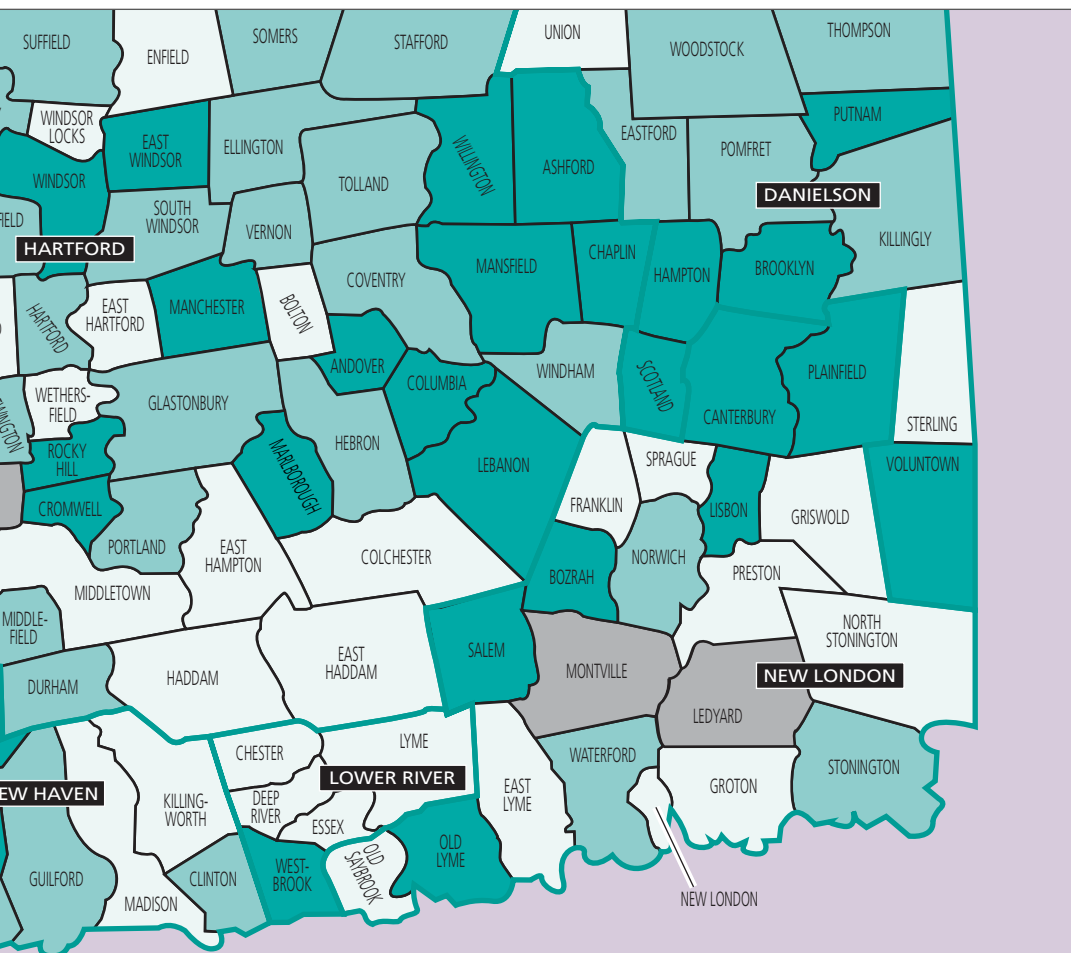 SUFFIELD
ENFIELD
SOMERS
STAFFORD
UNION
WOODSTOCK
THOMPSON
WINDSOR
LOCKS
EAST
WINDSOR
ELLINGTON
WILLINGTON
ASHFORD
EASTFORD
POMFRET
PUTNAM
WINDSOR
TOLLAND
DANIELSON
IELD
SOUTH
WINDSOR
VERNON
KILLINGLY
HARTFORD
COVENTRY
MANSFIELD
CHAPLIN
HAMPTON
BROOKLYN
HARTFORD
EAST
HARTFORD
MANCHESTER
BOLTON
ANDOVER
COLUMBIA
WINDHAM
SCOTLAND
CANTERBURY
PLAINFIELD
STERLING
WETHERS-
FIELD
GLASTONBURY
HEBRON
INGTON
ROCKY
HILL
MARLBOROUGH
LEBANON
SPRAGUE
VOLUNTOWN
CROMWELL
FRANKLIN
LISBON
GRISWOLD
PORTLAND
EAST
HAMPTON
COLCHESTER
BOZRAH
NORWICH
PRESTON
MIDDLETOWN
MIDDLE-
FIELD
NORTH
STONINGTON
DURHAM
HADDAM
EAST
HADDAM
SALEM
MONTVILLE
NEW LONDON
LEDYARD
CHESTER
LYME
WATERFORD
STONINGTON
EW HAVEN
LOWER RIVER
KILLING-
WORTH
DEEP
RIVER
ESSEX
EAST
LYME
GROTON
GUILFORD
MADISON
CLINTON
WEST-
BROOK
OLD
SAYBROOK
OLD
LYME
NEW LONDON